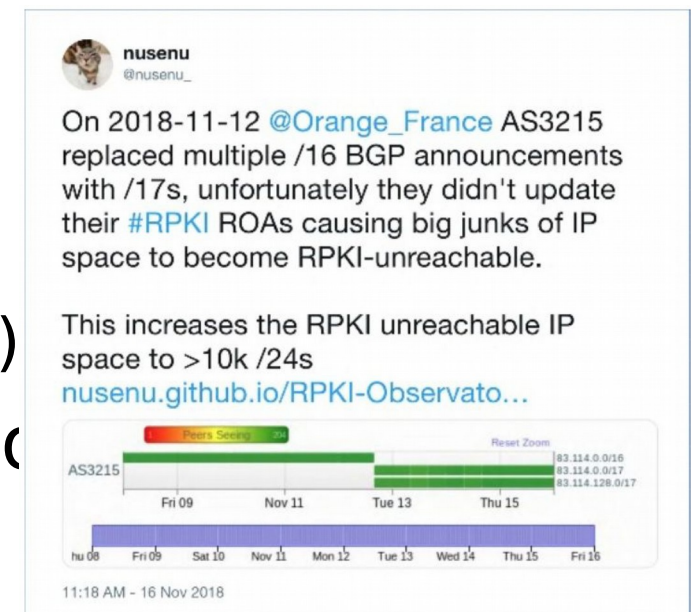 nusenu
@nusenu_
On 2018-11-12 @Orange_France AS3215
replaced multiple /16 BGP announcements
with /17s, unfortunately they didn't update
their #RPKI ROAs causing big junks of IP
space to become RPKI-unreachable.
This increases the RPKI unreachable IP
space to >10k /24s
nusenu.github.io/RPKI-Observato...
1 Peers Seeing 204
Reset Zoom
AS3215
83.114.0.0/16
83.114.0.0/17
83.114.128.0/17
Fri 09 Nov 11 Tue 13 Thu 15
hu 08 Fri 09 Sat 10 Nov 11 Mon 12 Tue 13 Wed 14 Thu 15 Fri 16
11:18 AM - 16 Nov 2018
)